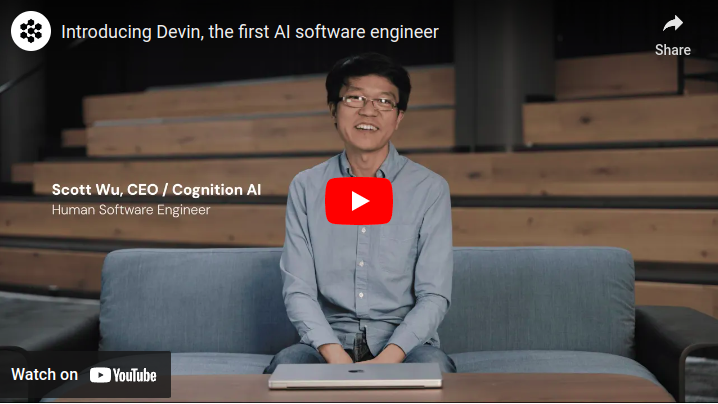 Introducing Devin, the first AI software engineer
Share
Scott Wu, CEO / Cognition AI
Human Software Engineer
Watch on YouTube